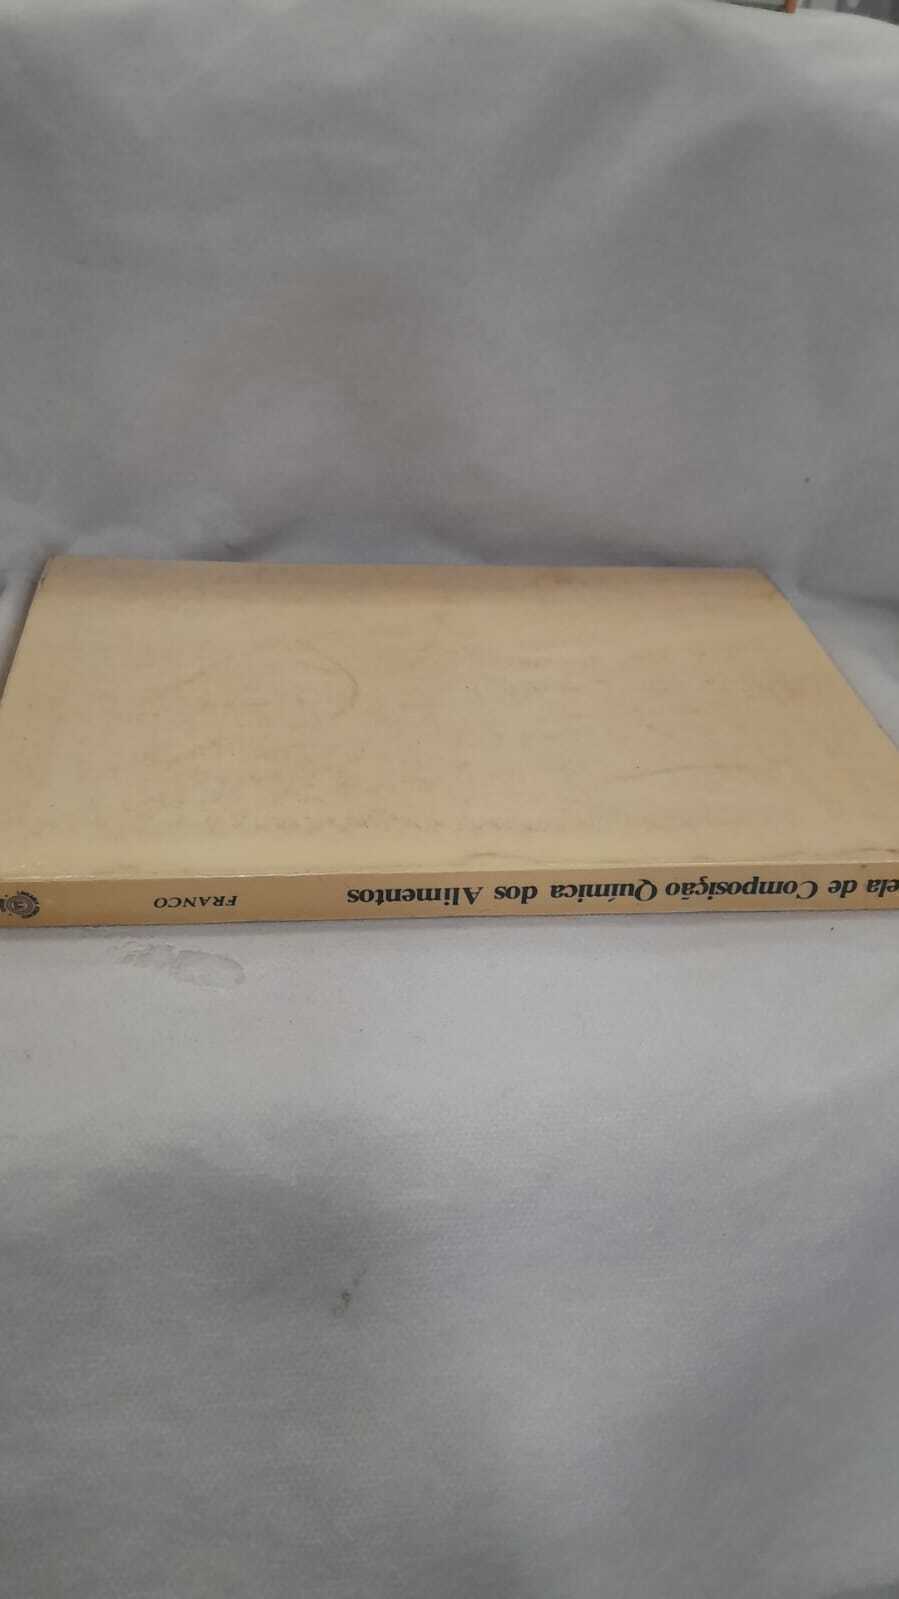 ela de Composição Química dos Alimentos FRANCO